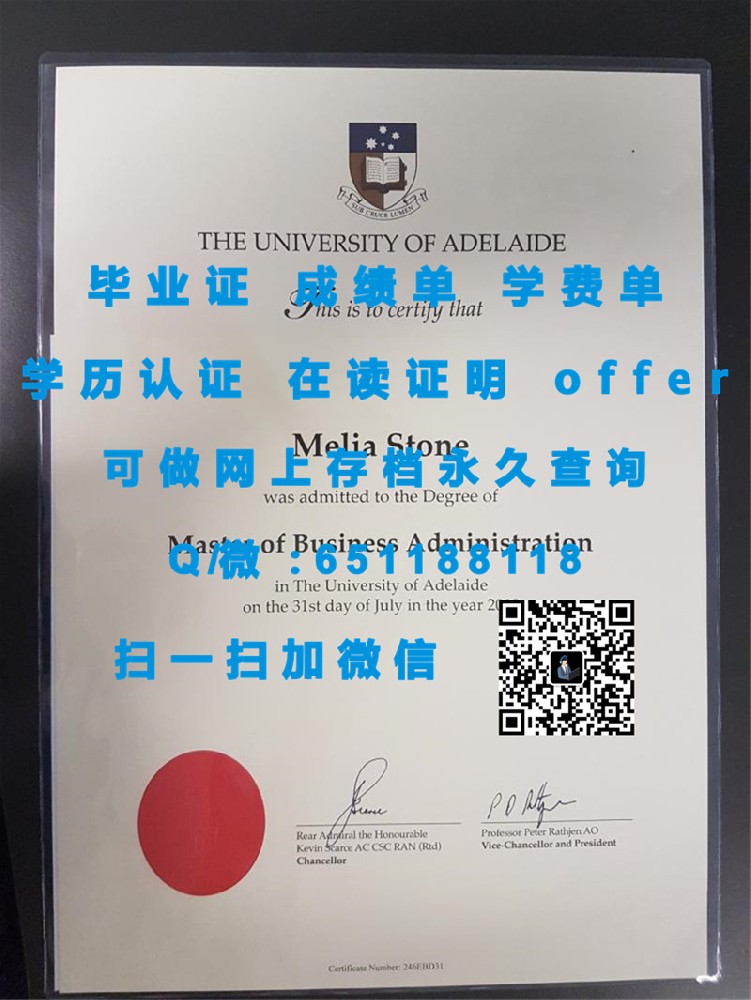 SUB CRUCE LUMEN
THE UNIVERSITY OF ADELAIDE
毕业证 成绩单 学费单
This is to certify that
学历认证 在读证明 offer
Melia Stone
可做网上存档永久查询
was admitted to the Degree of
Master of Business Administration
Q/微:651188118
in The University of Adelaide
on the 31st day of July in the year
扫一扫加微信
Rear Admiral the Honourable
Kevin Scarce AC CSC RAN (Rtd)
Chancellor
Professor Peter Rathjen AO
Vice-Chancellor and President
Certificate Number: 246EBD31